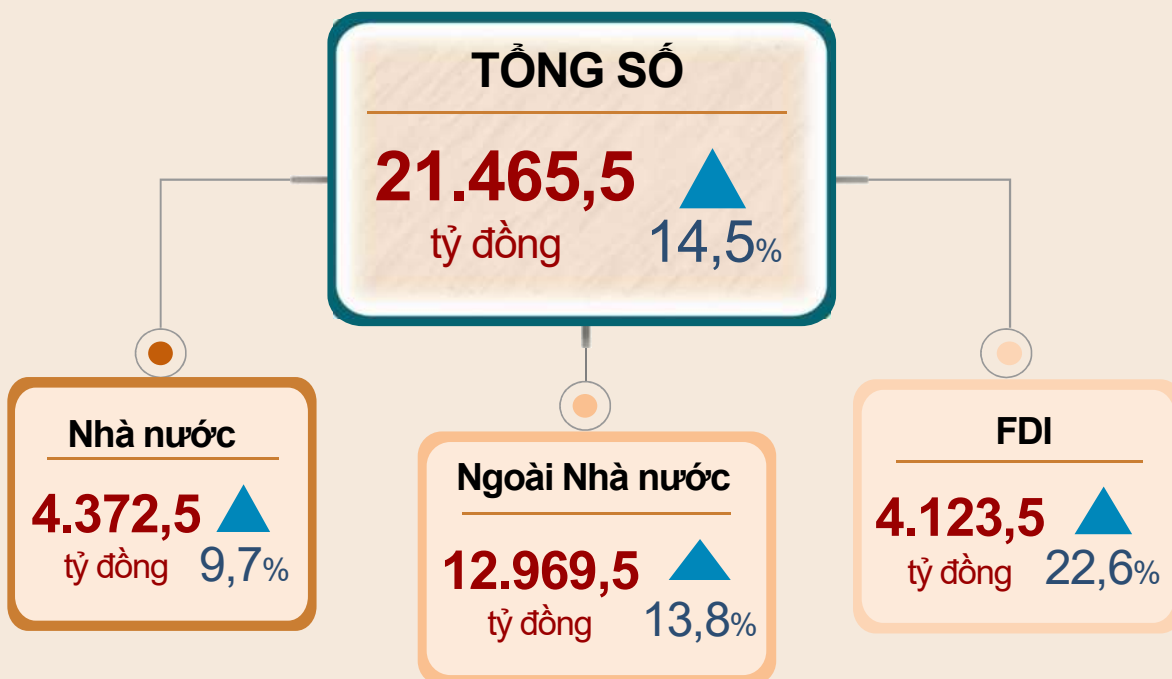 TỔNG SỐ
21.465,5
tỷ đồng 14,5%
Nhà nước
4.372,5
tỷ đồng 9,7%
Ngoài Nhà nước
12.969,5
tỷ đồng 13,8%
FDI
4.123,5
tỷ đồng 22,6%